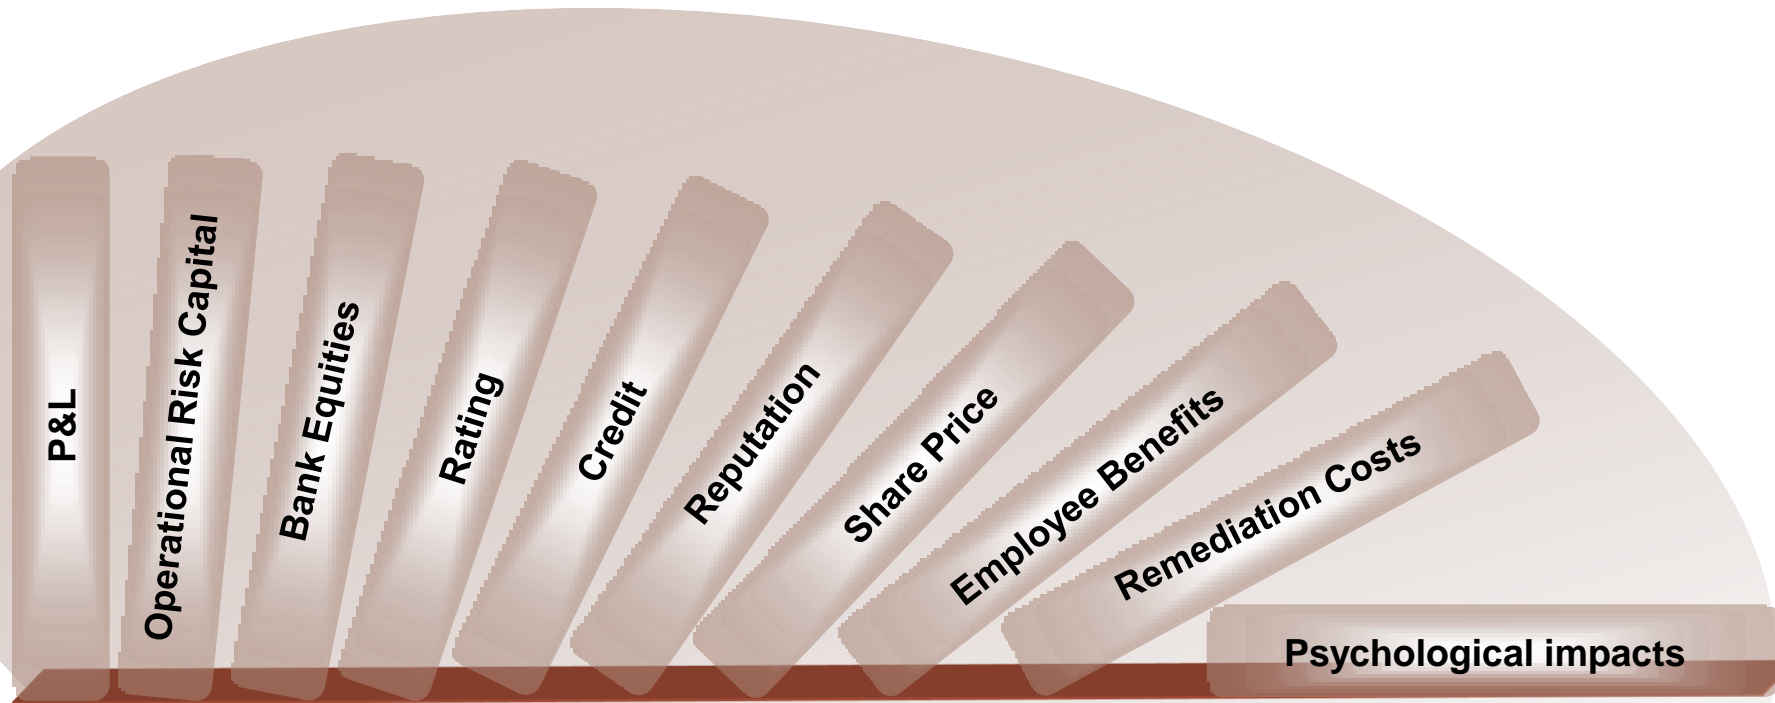 P&L
Operational Risk Capital
Bank Equities
Rating
Credit
Reputation
Share Price
Employee Benefits
Remediation Costs
Psychological impacts